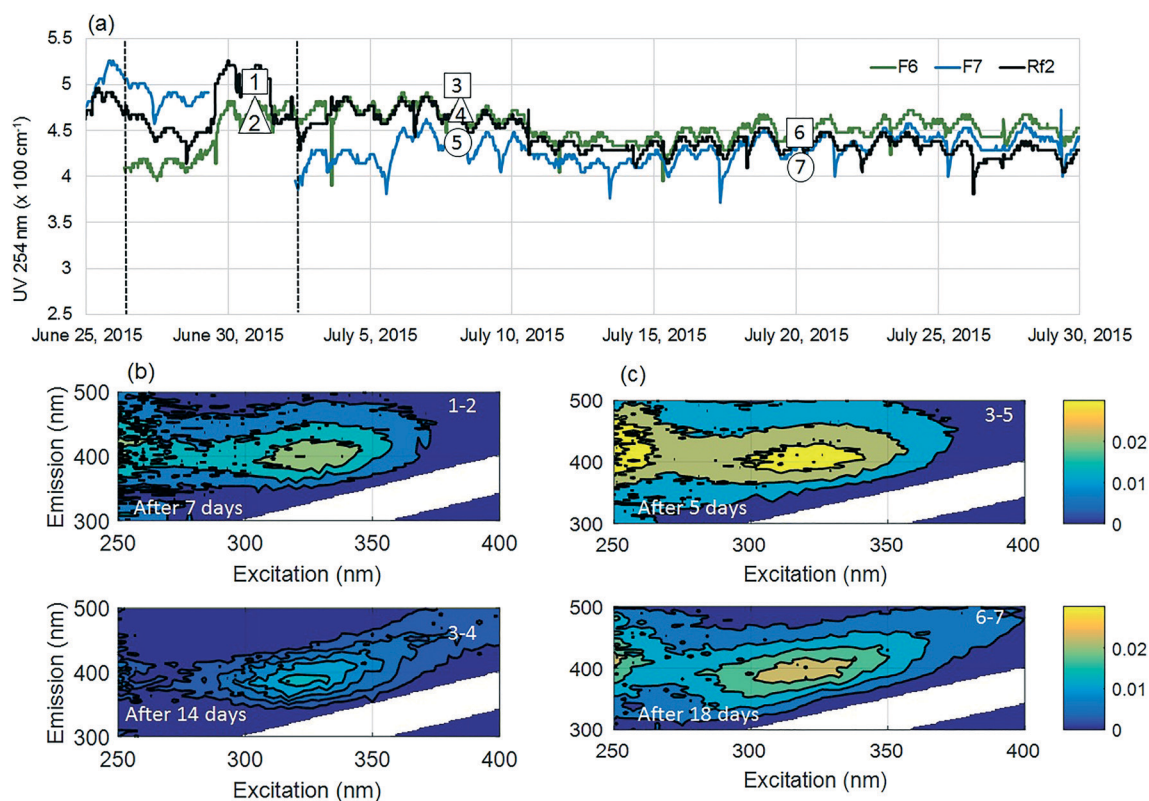 (a)
5.5
5
4.5
4
3.5
3
2.5
UV 254 nm (x 100 cm⁻¹)
F6 F7 Rf2
1
2
3
4
5
6
7
June 25, 2015 June 30, 2015 July 5, 2015 July 10, 2015 July 15, 2015 July 20, 2015 July 25, 2015 July 30, 2015
(b)
500
400
300
Emission (nm)
1-2
After 7 days
250 300 350 400
Excitation (nm)
(c)
500
400
300
3-5
After 5 days
250 300 350 400
Excitation (nm)
0.02
0.01
0
500
400
300
Emission (nm)
3-4
After 14 days
250 300 350 400
Excitation (nm)
500
400
300
6-7
After 18 days
250 300 350 400
Excitation (nm)
0.02
0.01
0